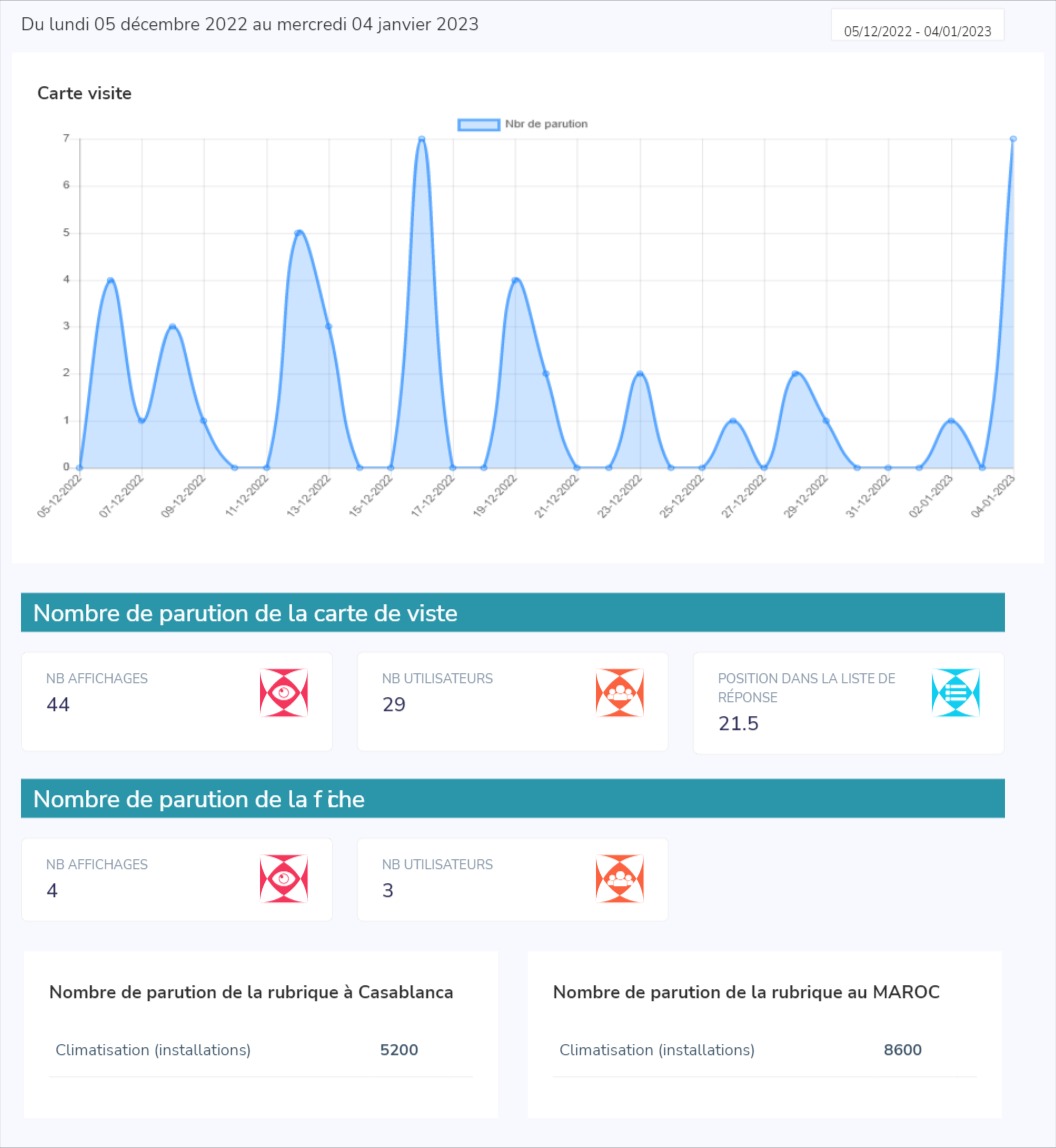 Du lundi 05 décembre 2022 au mercredi 04 janvier 2023
05/12/2022 - 04/01/2023
Carte visite
Nbr de parution
7
6
5
4
3
2
1
0
05-12-2022
07-12-2022
09-12-2022
11-12-2022
13-12-2022
15-12-2022
17-12-2022
19-12-2022
21-12-2022
23-12-2022
25-12-2022
27-12-2022
29-12-2022
31-12-2022
02-01-2023
04-01-2023
Nombre de parution de la carte de viste
NB AFFICHAGES
44
NB UTILISATEURS
29
POSITION DANS LA LISTE DE
RÉPONSE
21.5
Nombre de parution de la fiche
NB AFFICHAGES
4
NB UTILISATEURS
3
Nombre de parution de la rubrique à Casablanca
Climatisation (installations) 5200
Nombre de parution de la rubrique au MAROC
Climatisation (installations) 8600